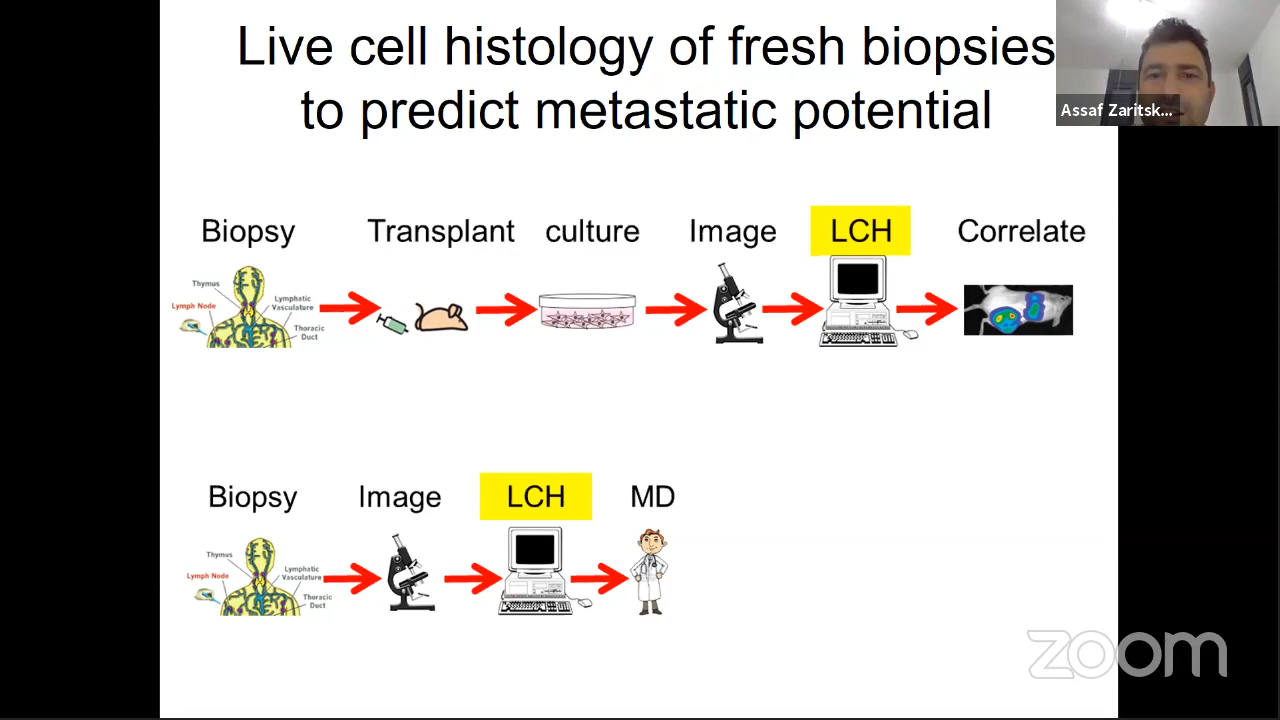 Live cell histology of fresh biopsies
to predict metastatic potential
Assaf Zaritsk...
Biopsy Transplant culture Image LCH Correlate
Thymus
Lymph Node
Lymphatic
Vasculature
Thoracic
Duct
Biopsy Image LCH MD
Thymus
Lymph Node
Lymphatic
Vasculature
Thoracic
Duct
zoom